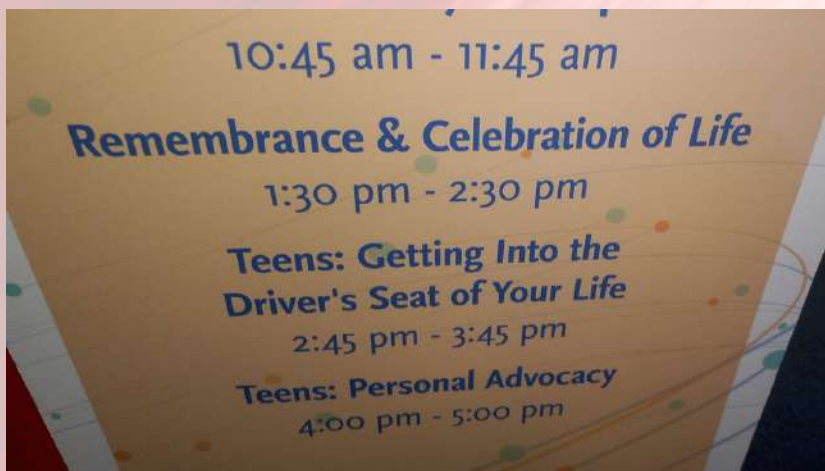 10:45 am - 11:45 am
Remembrance & Celebration of Life
1:30 pm - 2:30 pm
Teens: Getting Into the
Driver's Seat of Your Life
2:45 pm - 3:45 pm
Teens: Personal Advocacy
4:00 pm - 5:00 pm